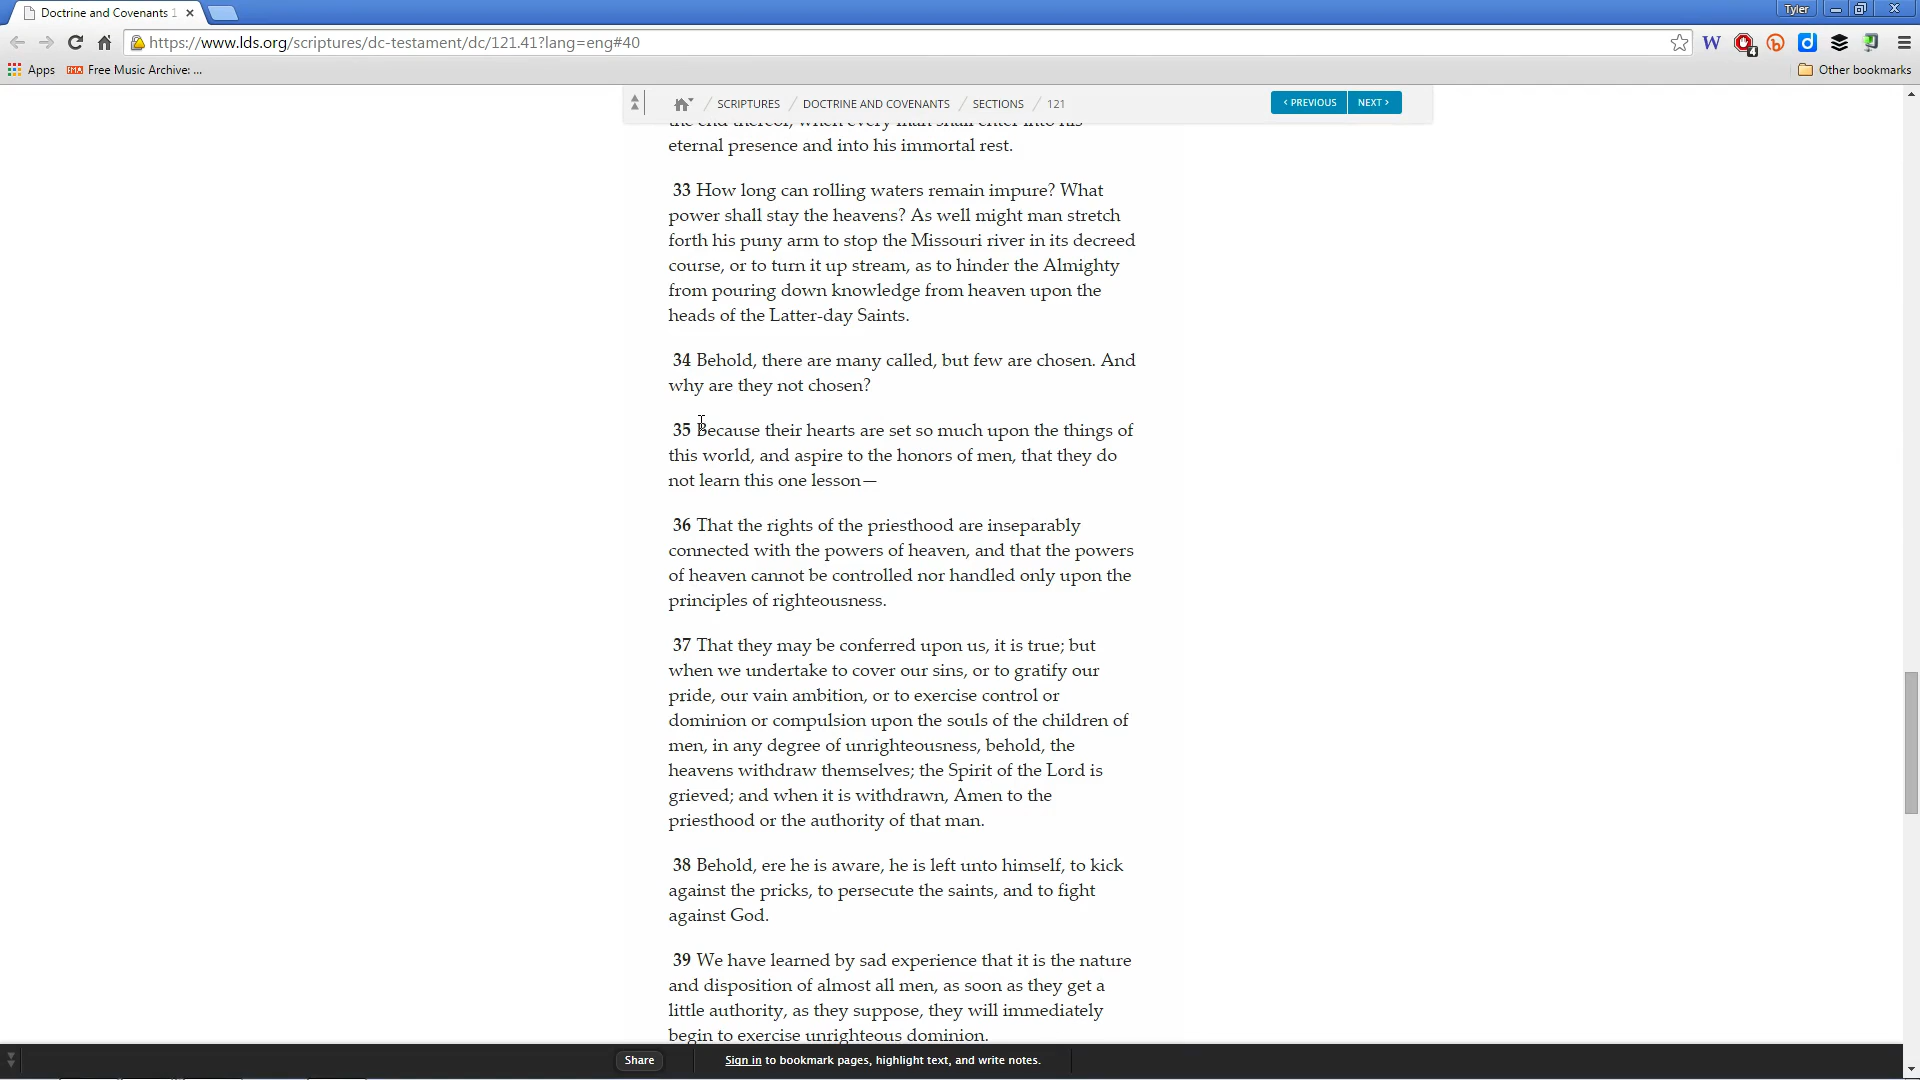 Doctrine and Covenants 1
Tyler
https://www.lds.org/scriptures/dc-testament/dc/121.41?lang=eng#40
W
4
Apps
Free Music Archive: ...
Other bookmarks
SCRIPTURES / DOCTRINE AND COVENANTS / SECTIONS / 121
< PREVIOUS
NEXT >
the end thereof, when every man shall enter into his
eternal presence and into his immortal rest.
33 How long can rolling waters remain impure? What
power shall stay the heavens? As well might man stretch
forth his puny arm to stop the Missouri river in its decreed
course, or to turn it up stream, as to hinder the Almighty
from pouring down knowledge from heaven upon the
heads of the Latter-day Saints.
34 Behold, there are many called, but few are chosen. And
why are they not chosen?
35 Because their hearts are set so much upon the things of
this world, and aspire to the honors of men, that they do
not learn this one lesson—
36 That the rights of the priesthood are inseparably
connected with the powers of heaven, and that the powers
of heaven cannot be controlled nor handled only upon the
principles of righteousness.
37 That they may be conferred upon us, it is true; but
when we undertake to cover our sins, or to gratify our
pride, our vain ambition, or to exercise control or
dominion or compulsion upon the souls of the children of
men, in any degree of unrighteousness, behold, the
heavens withdraw themselves; the Spirit of the Lord is
grieved; and when it is withdrawn, Amen to the
priesthood or the authority of that man.
38 Behold, ere he is aware, he is left unto himself, to kick
against the pricks, to persecute the saints, and to fight
against God.
39 We have learned by sad experience that it is the nature
and disposition of almost all men, as soon as they get a
little authority, as they suppose, they will immediately
begin to exercise unrighteous dominion.
Share
Sign in to bookmark pages, highlight text, and write notes.